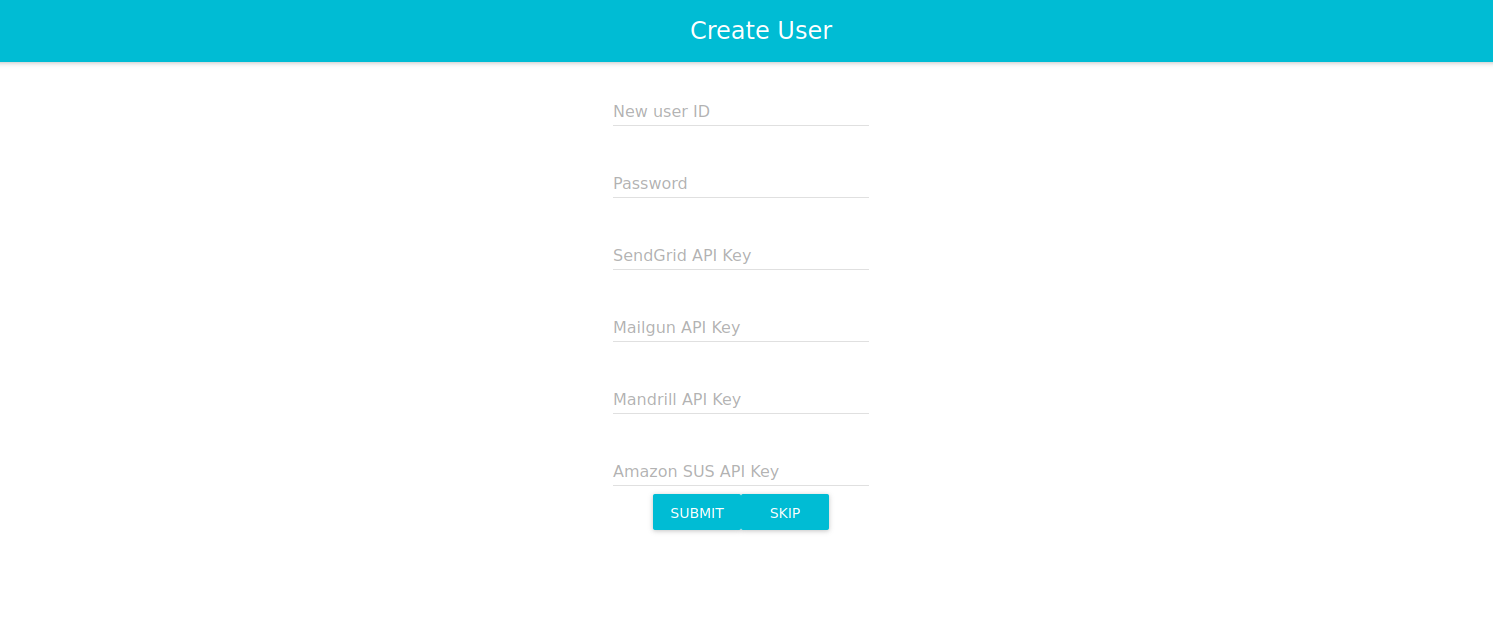 Create User
New user ID
Password
SendGrid API Key
Mailgun API Key
Mandrill API Key
Amazon SUS API Key
SUBMIT SKIP